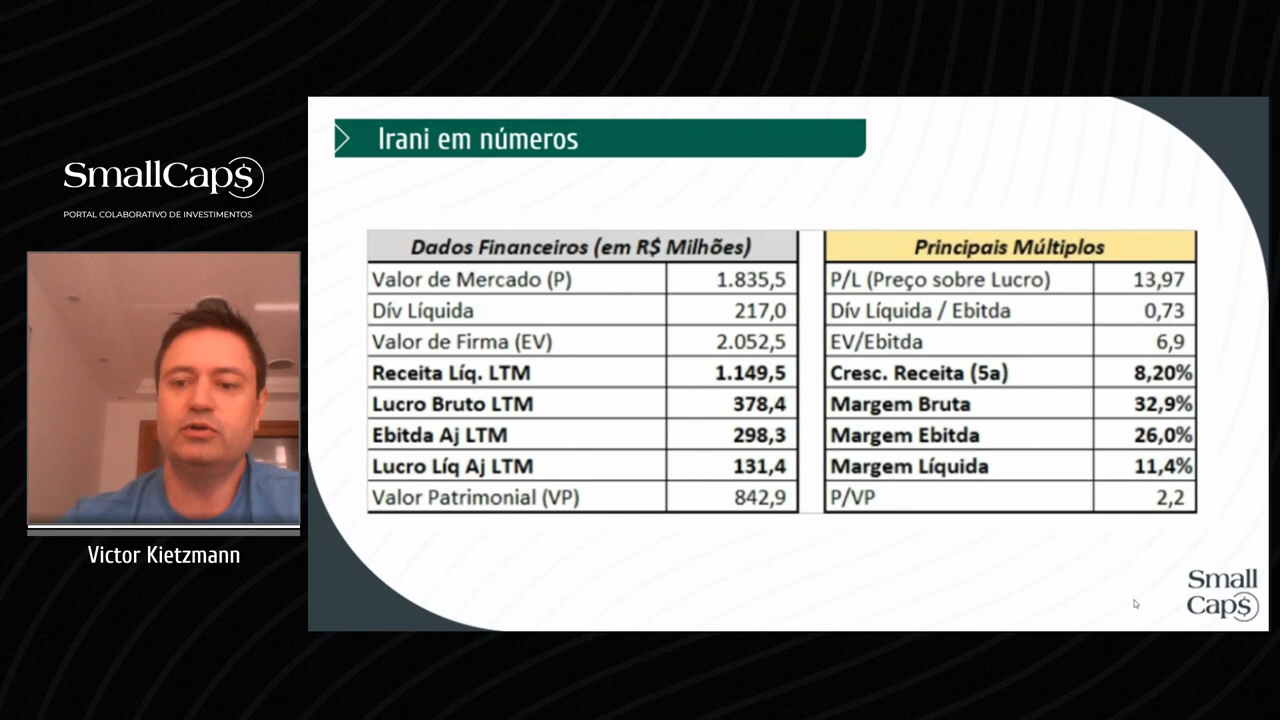 SmallCap$
PORTAL COLABORATIVO DE INVESTIMENTOS
Victor Kietzmann
Irani em números
Dados Financeiros (em R$ Milhões)
Valor de Mercado (P) 1.835,5
Dív Líquida 217,0
Valor de Firma (EV) 2.052,5
Receita Líq. LTM 1.149,5
Lucro Bruto LTM 378,4
Ebitda Aj LTM 298,3
Lucro Líq Aj LTM 131,4
Valor Patrimonial (VP) 842,9
Principais Múltiplos
P/L (Preço sobre Lucro) 13,97
Dív Líquida / Ebitda 0,73
EV/Ebitda 6,9
Cresc. Receita (5a) 8,20%
Margem Bruta 32,9%
Margem Ebitda 26,0%
Margem Líquida 11,4%
P/VP 2,2
Small
Cap$